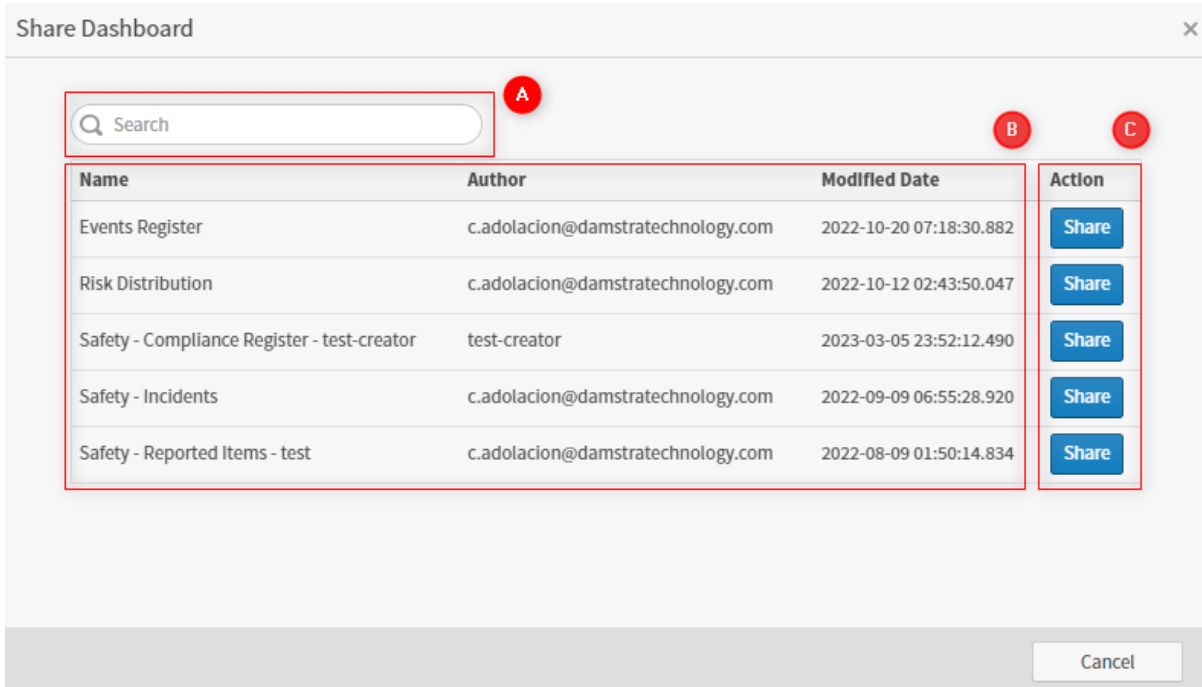 Share Dashboard ×
A
Search
B C
Name Author Modified Date Action
Events Register c.adolacion@damstratechnology.com 2022-10-20 07:18:30.882 Share
Risk Distribution c.adolacion@damstratechnology.com 2022-10-12 02:43:50.047 Share
Safety - Compliance Register - test-creator test-creator 2023-03-05 23:52:12.490 Share
Safety - Incidents c.adolacion@damstratechnology.com 2022-09-09 06:55:28.920 Share
Safety - Reported Items - test c.adolacion@damstratechnology.com 2022-08-09 01:50:14.834 Share
Cancel